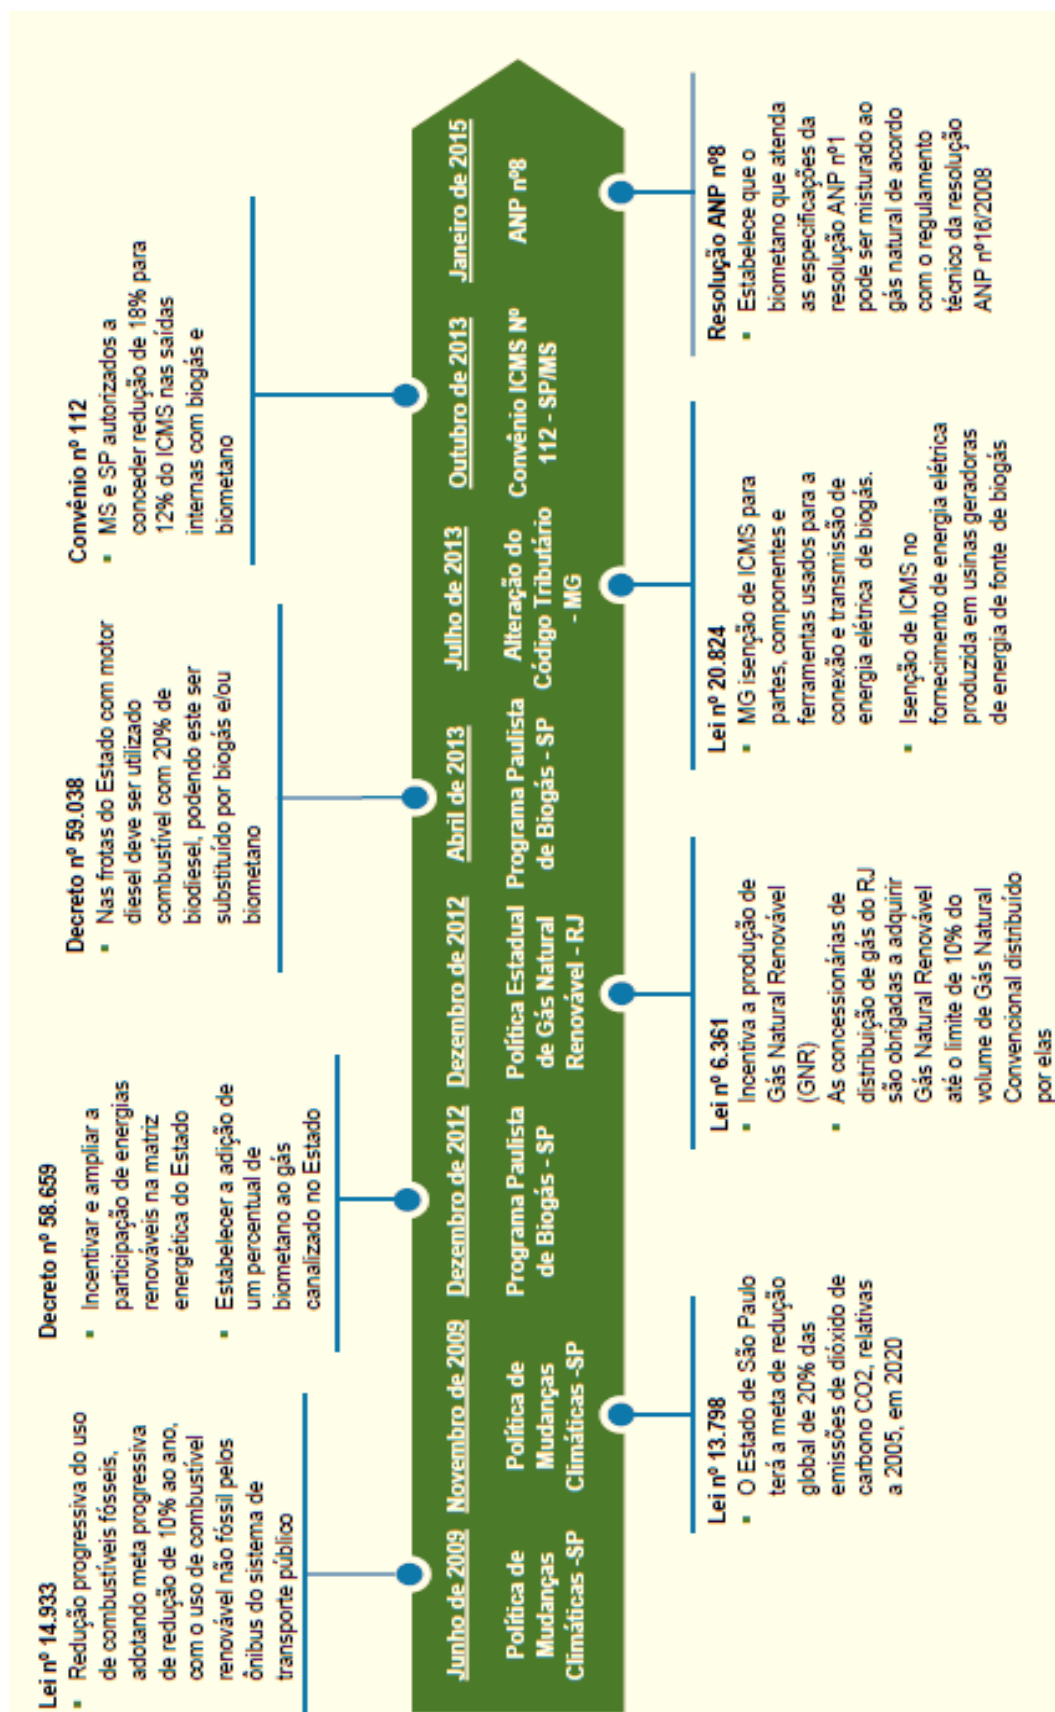 Lei nº 14.933
▪ Redução progressiva do uso
de combustíveis fósseis,
adotando meta progressiva
de redução de 10% ao ano,
com o uso de combustível
renovável não fóssil pelos
ônibus do sistema de
transporte público
Decreto nº 58.659
▪ Incentivar e ampliar a
participação de energias
renováveis na matriz
energética do Estado
▪ Estabelecer a adição de
um percentual de
biometano ao gás
canalizado no Estado
Decreto nº 59.038
▪ Nas frotas do Estado com motor
diesel deve ser utilizado
combustível com 20% de
biodiesel, podendo este ser
substituído por biogás e/ou
biometano
Convênio nº 112
▪ MS e SP autorizados a
conceder redução de 18% para
12% do ICMS nas saídas
internas com biogás e
biometano
Junho de 2009
Política de
Mudanças
Climáticas -SP
Novembro de 2009
Política de
Mudanças
Climáticas -SP
Dezembro de 2012
Programa Paulista
de Biogás - SP
Dezembro de 2012
Política Estadual
de Gás Natural
Renovável - RJ
Abril de 2013
Programa Paulista
de Biogás - SP
Julho de 2013
Alteração do
Código Tributário
- MG
Outubro de 2013
Convênio ICMS Nº
112 - SP/MS
Janeiro de 2015
ANP nº8
Lei nº 13.798
▪ O Estado de São Paulo
terá a meta de redução
global de 20% das
emissões de dióxido de
carbono CO2, relativas
a 2005, em 2020
Lei nº 6.361
▪ Incentiva a produção de
Gás Natural Renovável
(GNR)
▪ As concessionárias de
distribuição de gás do RJ
são obrigadas a adquirir
Gás Natural Renovável
até o limite de 10% do
volume de Gás Natural
Convencional distribuído
por elas
Lei nº 20.824
▪ MG isenção de ICMS para
partes, componentes e
ferramentas usados para a
conexão e transmissão de
energia elétrica de biogás.
▪ Isenção de ICMS no
fornecimento de energia elétrica
produzida em usinas geradoras
de energia de fonte de biogás
Resolução ANP nº8
▪ Estabelece que o
biometano que atenda
as especificações da
resolução ANP nº1
pode ser misturado ao
gás natural de acordo
com o regulamento
técnico da resolução
ANP nº16/2008